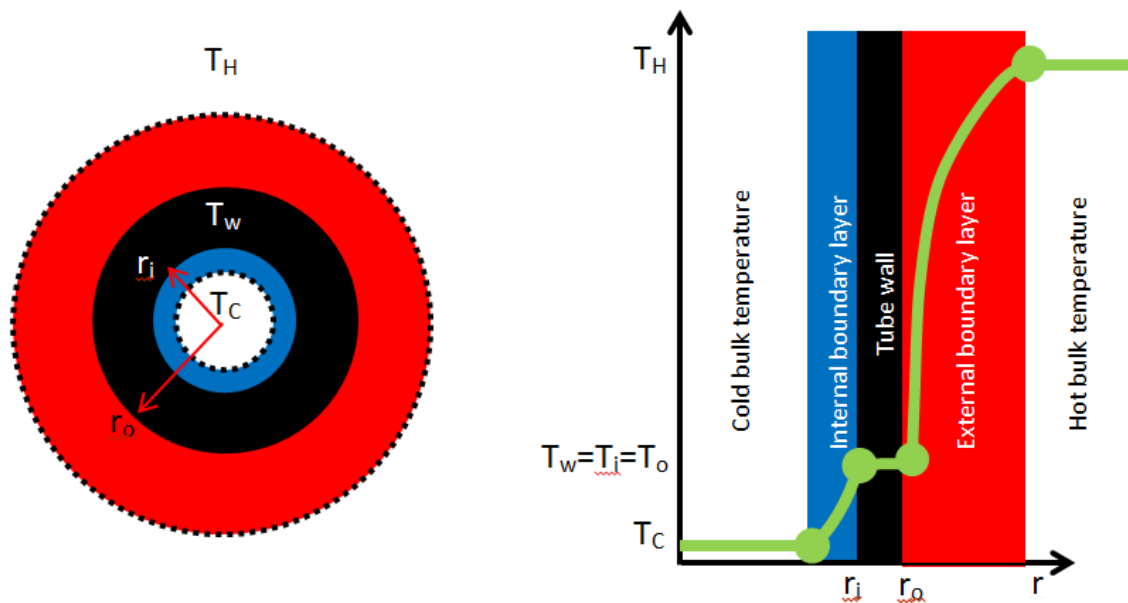 T_H
T_W
r_i
T_C
r_o
T_H
T_W=T_i=T_o
T_C
Cold bulk temperature
Internal boundary layer
Tube wall
External boundary layer
Hot bulk temperature
r_i
r_o
r